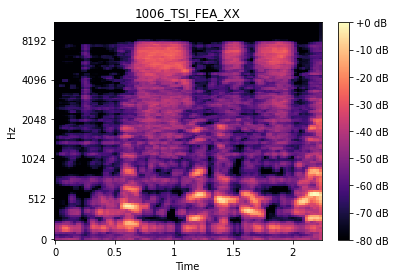 1006_TSI_FEA_XX
+0 dB
8192
-10 dB
4096
-20 dB
-30 dB
2048
-40 dB
Hz
1024
-50 dB
512
-60 dB
-70 dB
0
-80 dB
0
0.5
1
1.5
2
Time